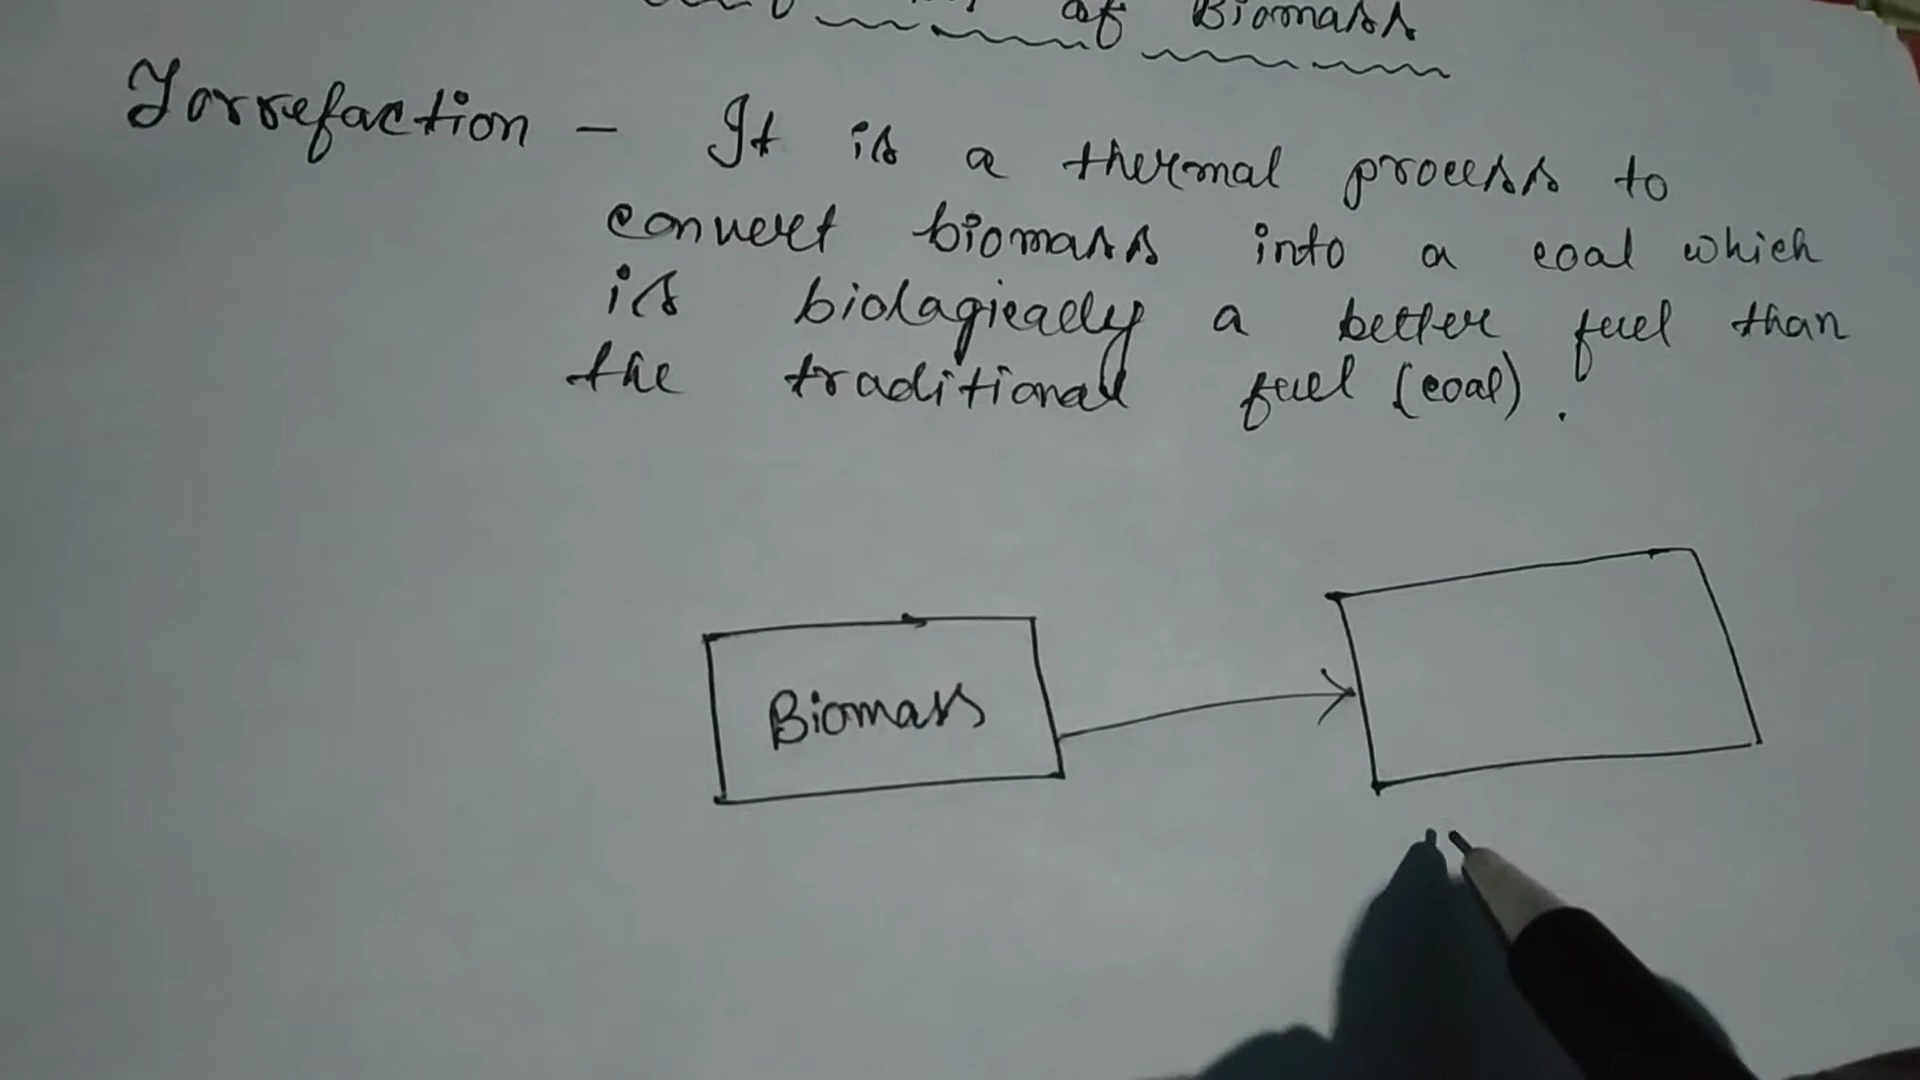 of Biomass
Torrefaction - It is a thermal process to
convert biomass into a coal which
is biologically a better fuel than
the traditional fuel (coal).
Biomass